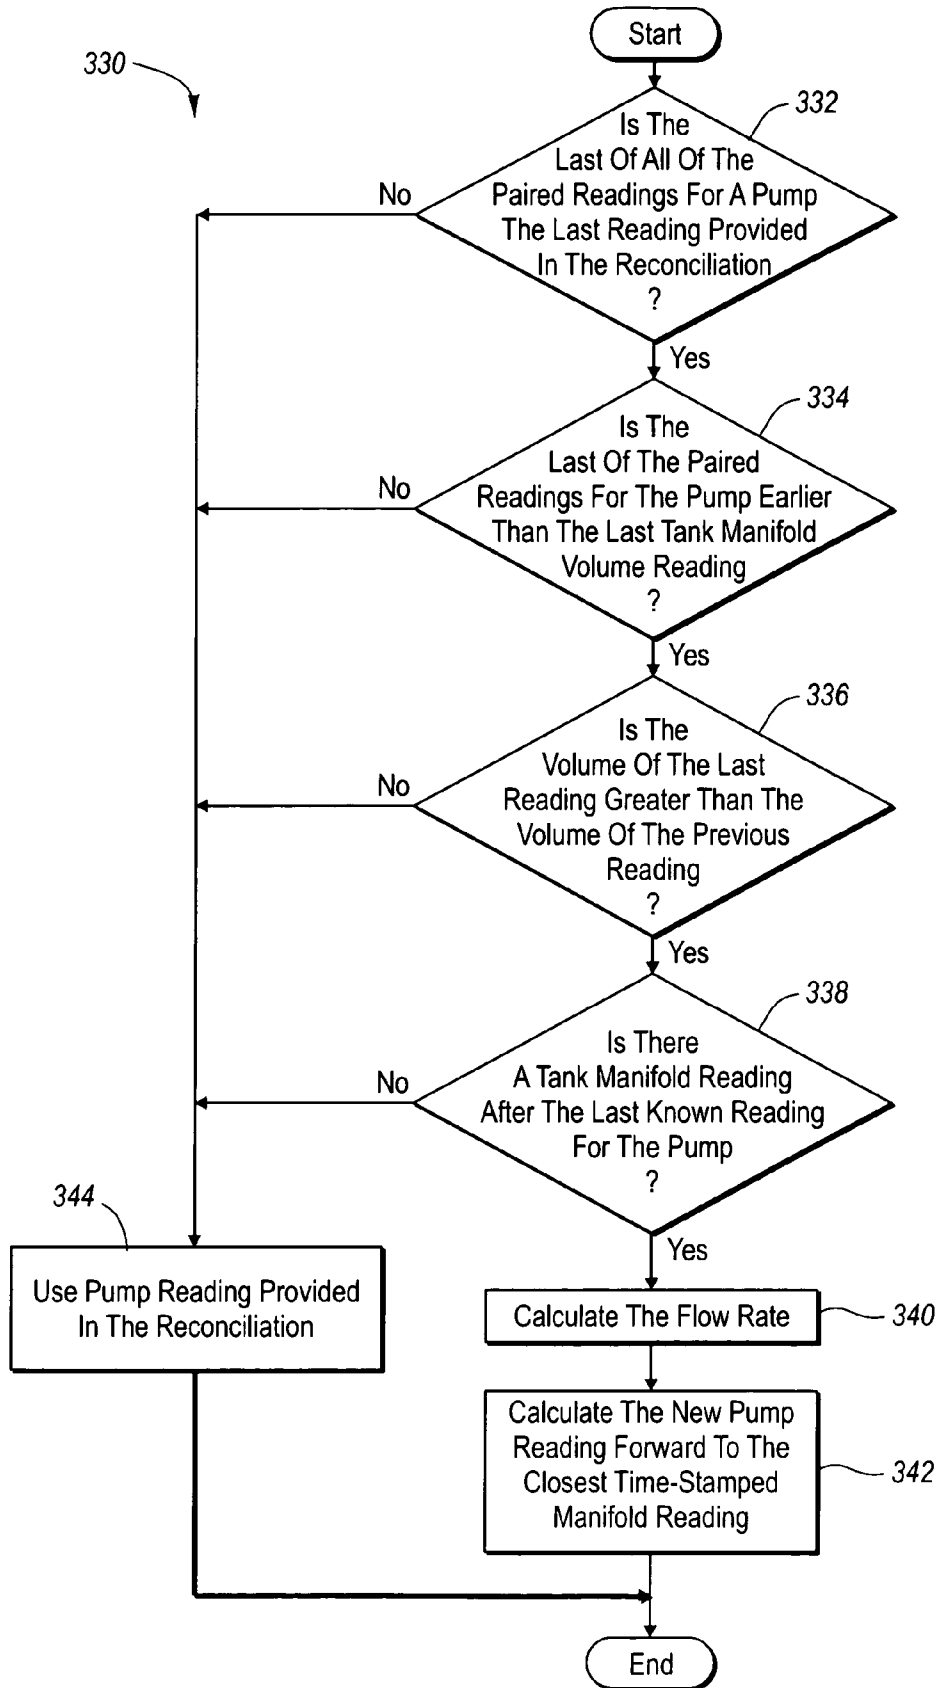 Start
330
332
Is The
Last Of All Of The
Paired Readings For A Pump
The Last Reading Provided
In The Reconciliation
?
No
Yes
334
Is The
Last Of The Paired
Readings For The Pump Earlier
Than The Last Tank Manifold
Volume Reading
?
No
Yes
336
Is The
Volume Of The Last
Reading Greater Than The
Volume Of The Previous
Reading
?
No
Yes
338
Is There
A Tank Manifold Reading
After The Last Known Reading
For The Pump
?
No
Yes
344
Use Pump Reading Provided
In The Reconciliation
Calculate The Flow Rate
340
Calculate The New Pump
Reading Forward To The
Closest Time-Stamped
Manifold Reading
342
End